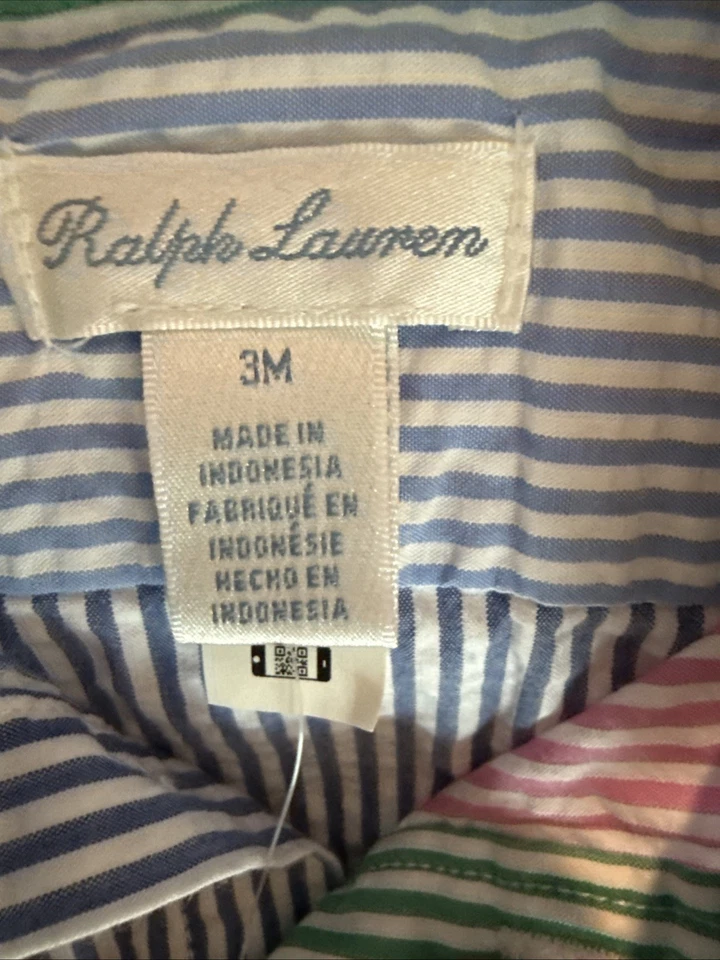 Ralph Lauren
3M
MADE IN
INDONESIA
FABRIQUÉ EN
INDONÉSIE
HECHO EN
INDONESIA